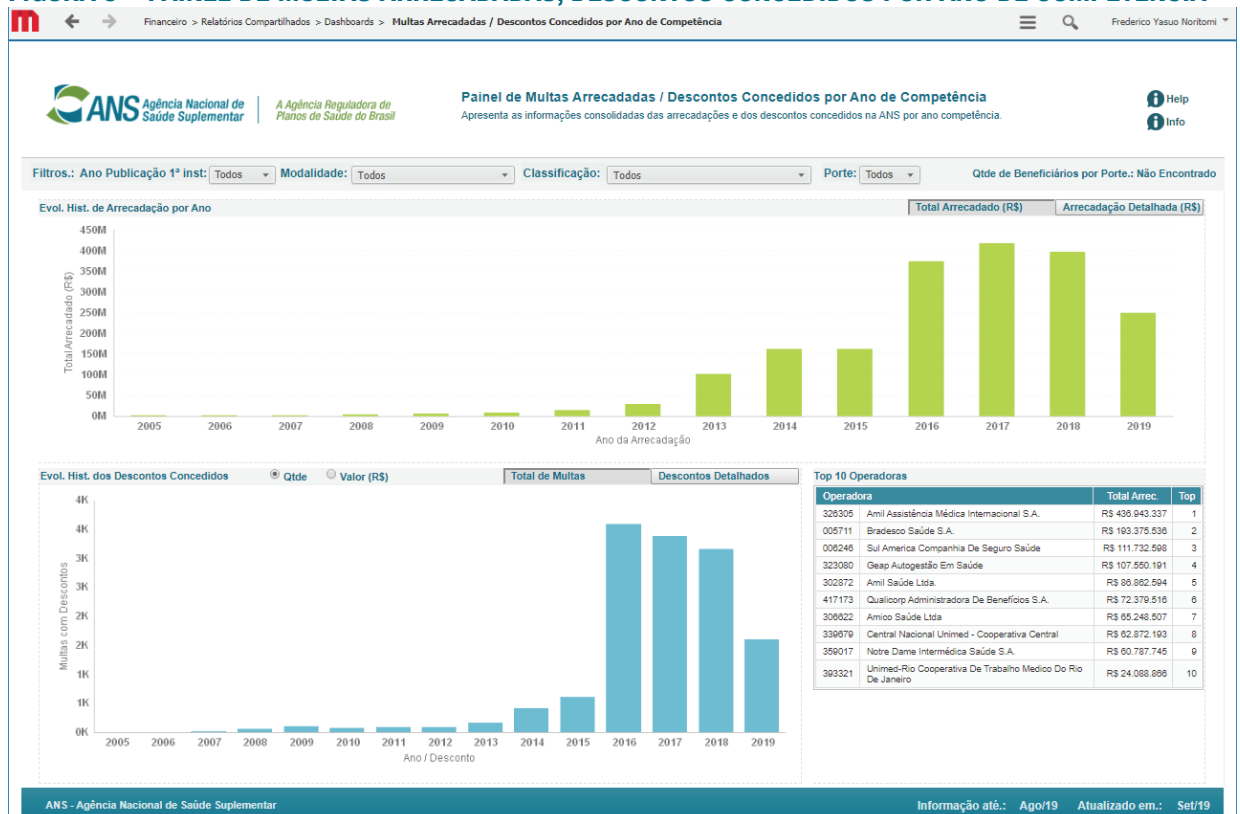 Financeiro > Relatórios Compartilhados > Dashboards > Multas Arrecadadas / Descontos Concedidos por Ano de Competência
Frederico Yasuo Noritomi
ANS Agência Nacional de Saúde Suplementar
A Agência Reguladora de Planos de Saúde do Brasil
Painel de Multas Arrecadadas / Descontos Concedidos por Ano de Competência
Apresenta as informações consolidadas das arrecadações e dos descontos concedidos na ANS por ano competência.
Help
Info
Filtros.: Ano Publicação 1ª inst: Todos Modalidade: Todos Classificação: Todos Porte: Todos Qtde de Beneficiários por Porte.: Não Encontrado
Evol. Hist. de Arrecadação por Ano
Total Arrecadado (R$) Arrecadação Detalhada (R$)
Total Arrecadado (R$)
450M
400M
350M
300M
250M
200M
150M
100M
50M
0M
2005 2006 2007 2008 2009 2010 2011 2012 2013 2014 2015 2016 2017 2018 2019
Ano da Arrecadação
Evol. Hist. dos Descontos Concedidos Qtde Valor (R$) Total de Multas Descontos Detalhados
Multas com Descontos
4K
4K
3K
3K
2K
2K
1K
1K
0K
2005 2006 2007 2008 2009 2010 2011 2012 2013 2014 2015 2016 2017 2018 2019
Ano / Desconto
Top 10 Operadoras
Operadora Total Arrec. Top
326305 Amil Assistência Médica Internacional S.A. R$ 436.943.337 1
005711 Bradesco Saúde S.A. R$ 193.375.536 2
006246 Sul America Companhia De Seguro Saúde R$ 111.732.598 3
323080 Geap Autogestão Em Saúde R$ 107.550.191 4
302872 Amil Saúde Ltda. R$ 86.862.594 5
417173 Qualicorp Administradora De Benefícios S.A. R$ 72.379.516 6
306622 Amico Saúde Ltda R$ 65.248.507 7
339679 Central Nacional Unimed - Cooperativa Central R$ 62.872.193 8
359017 Notre Dame Intermédica Saúde S.A. R$ 60.787.745 9
393321 Unimed-Rio Cooperativa De Trabalho Medico Do Rio De Janeiro R$ 24.088.866 10
ANS - Agência Nacional de Saúde Suplementar
Informação até.: Ago/19 Atualizado em.: Set/19